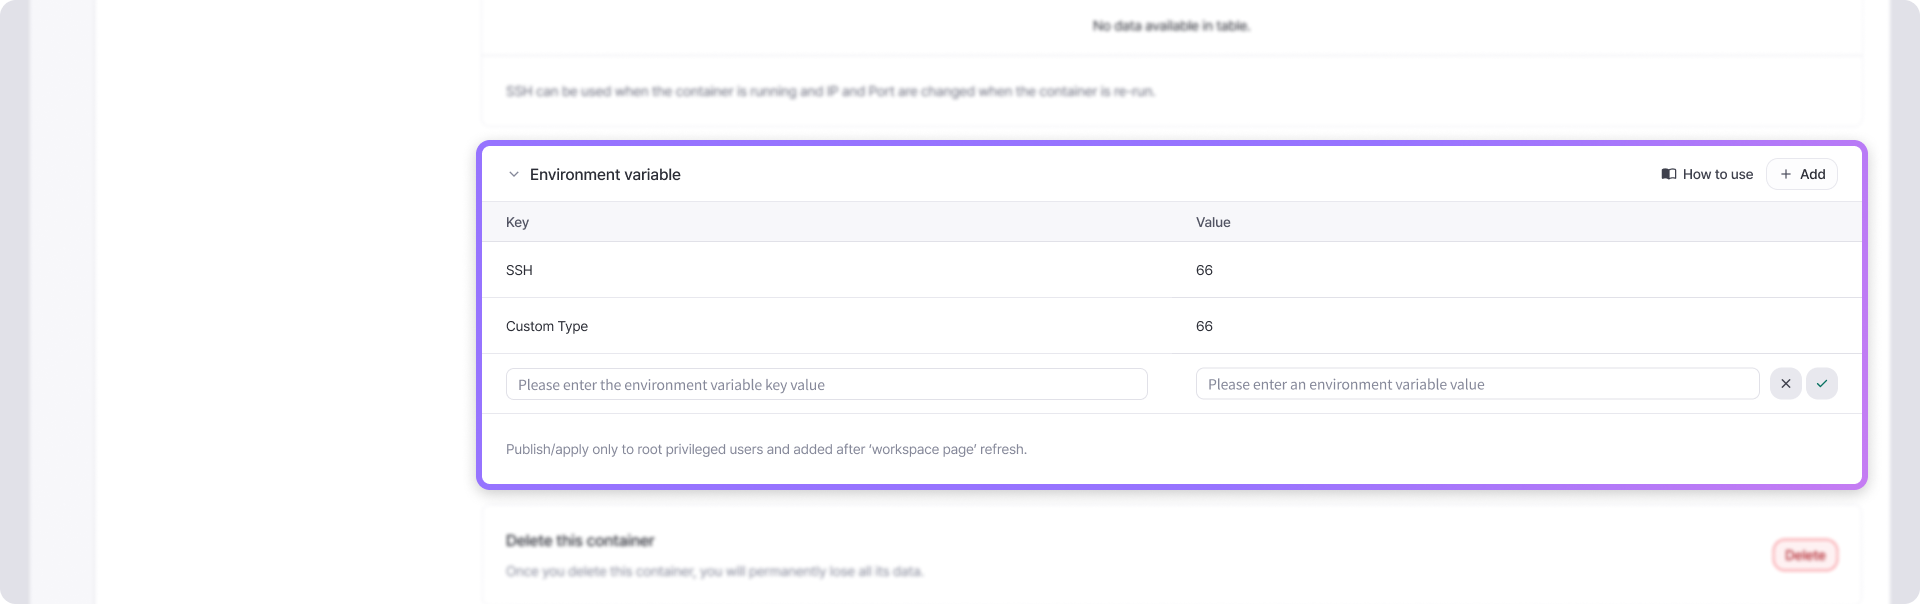 No data available in table.
SSH can be used when the container is running and IP and Port are changed when the container is re-run.
Environment variable
How to use
Add
Key Value
SSH 66
Custom Type 66
Please enter the environment variable key value Please enter an environment variable value
Publish/apply only to root privileged users and added after ‘workspace page’ refresh.
Delete this container
Delete
Once you delete this container, you will permanently lose all its data.